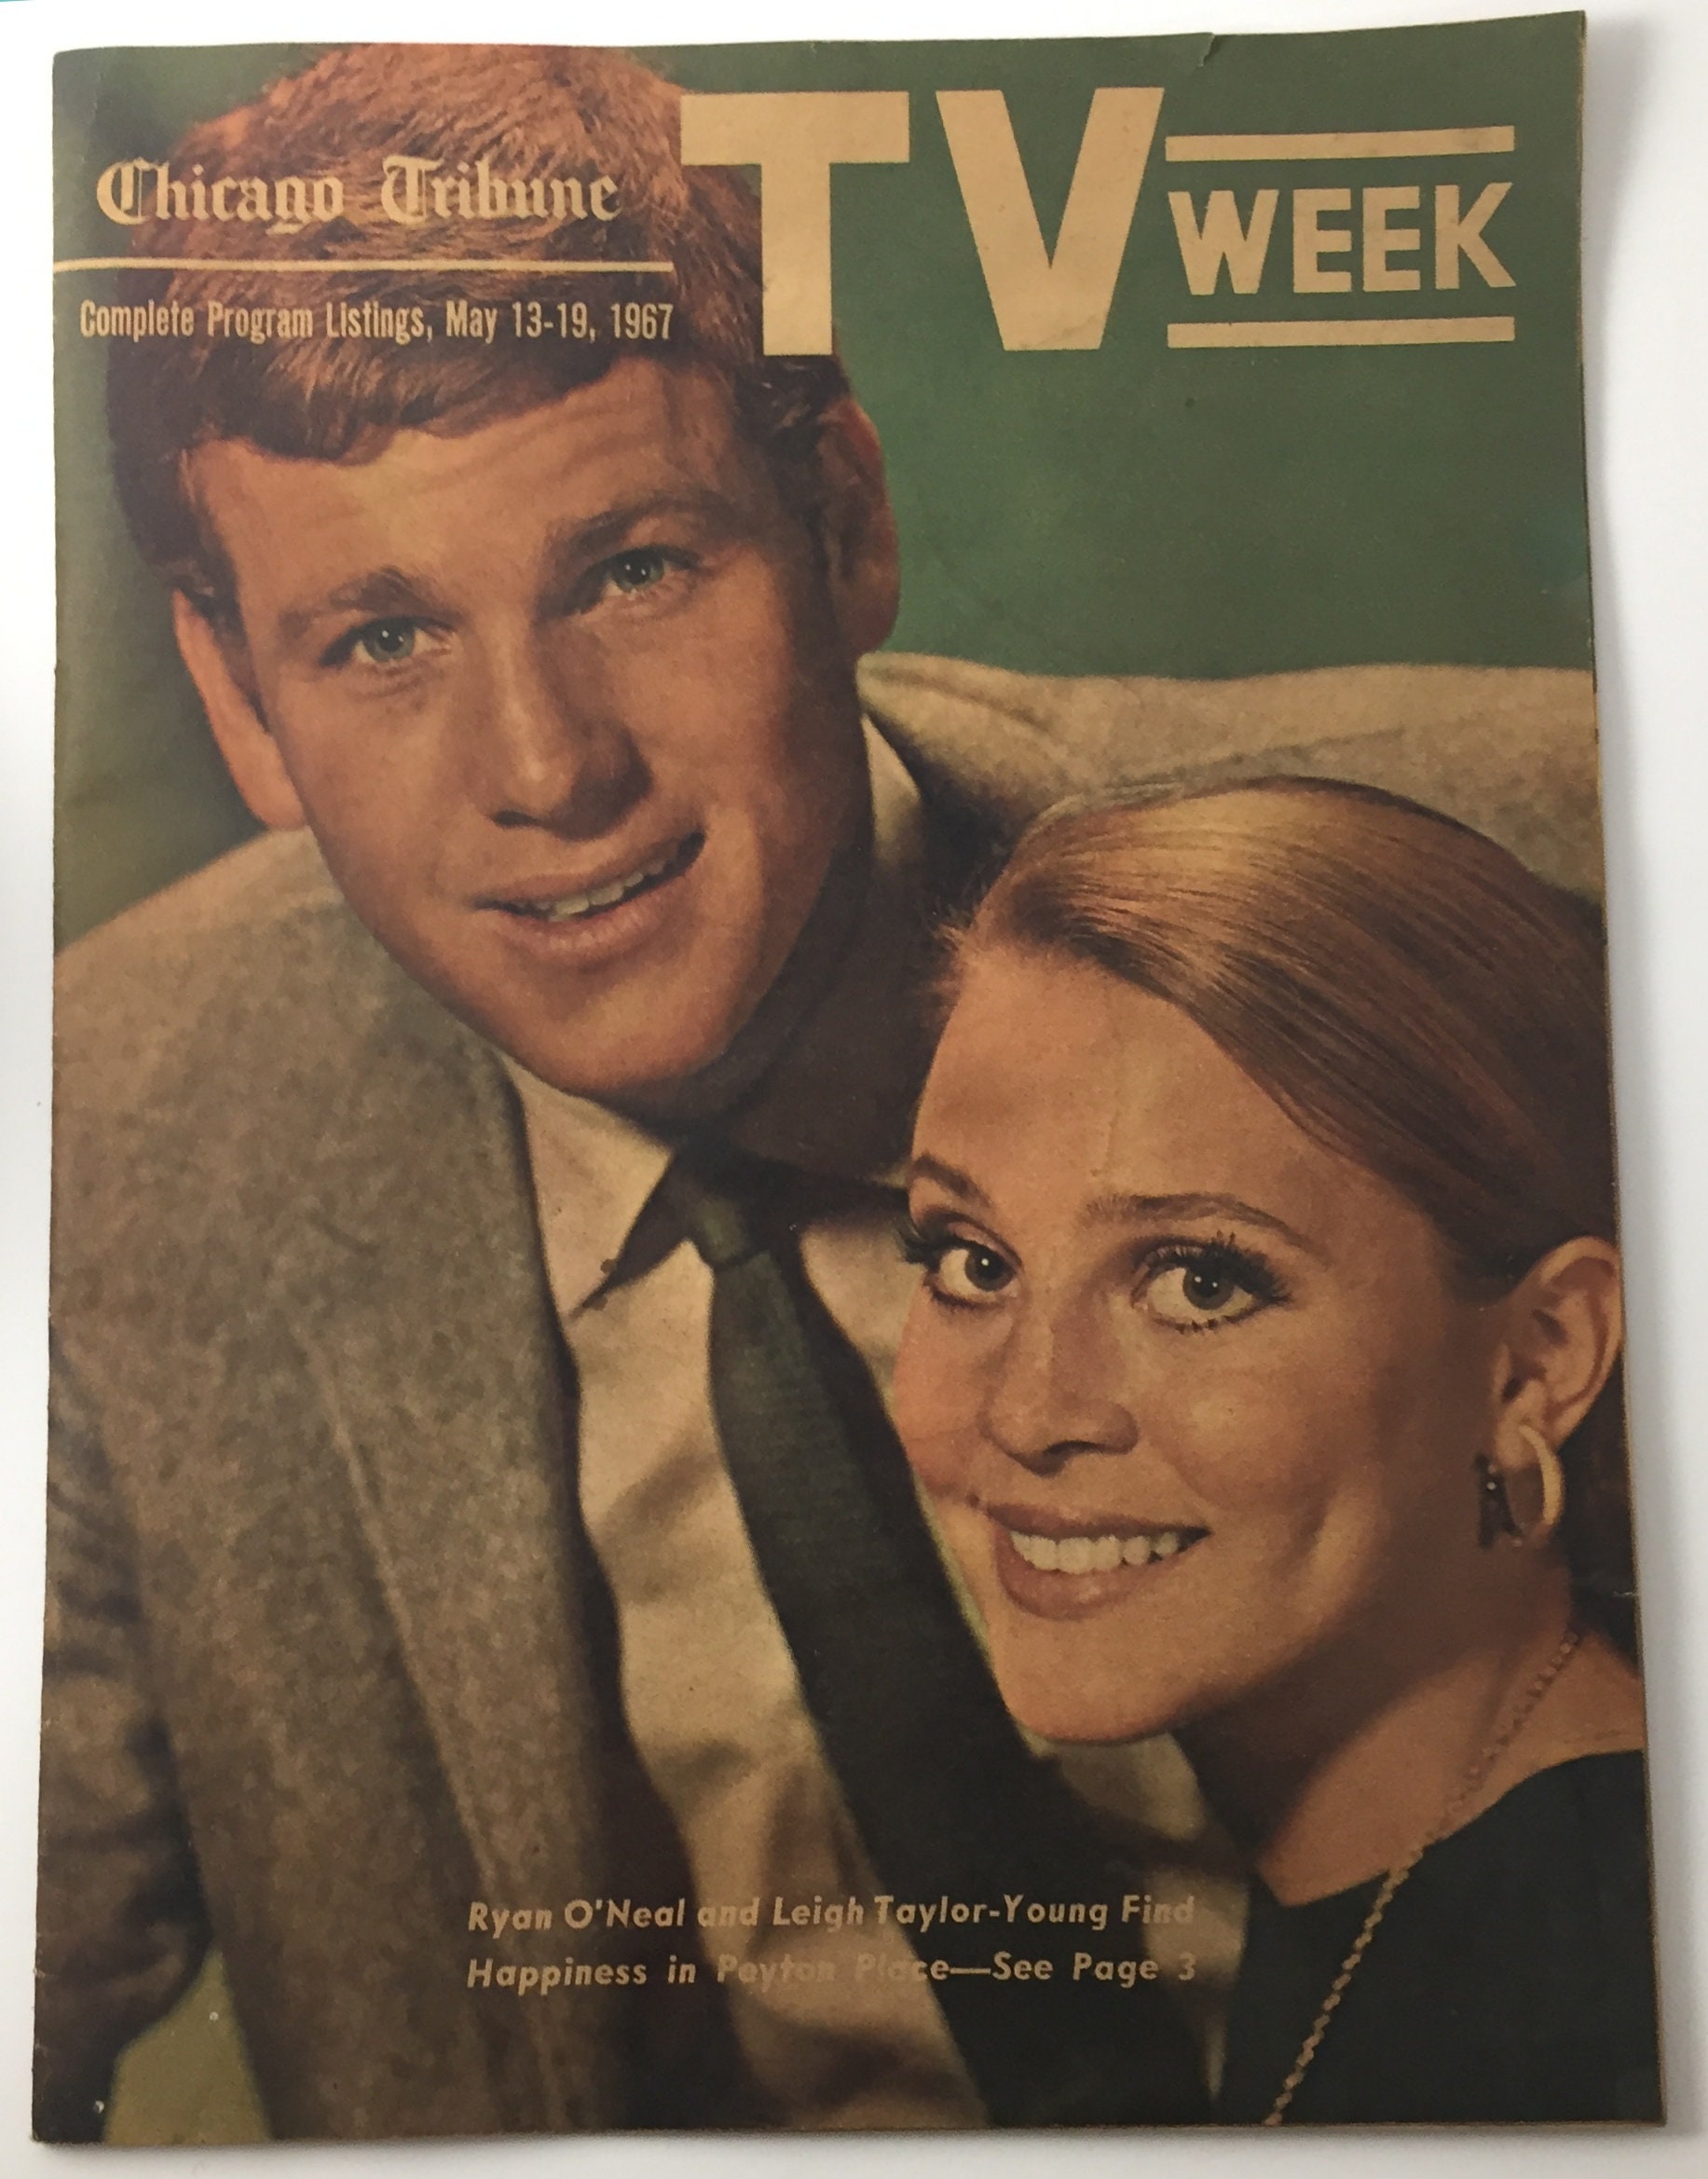 Chicago Tribune
TV WEEK
Complete Program Listings, May 13-19, 1967
Ryan O'Neal and Leigh Taylor-Young Find
Happiness in Peyton Place—See Page 3